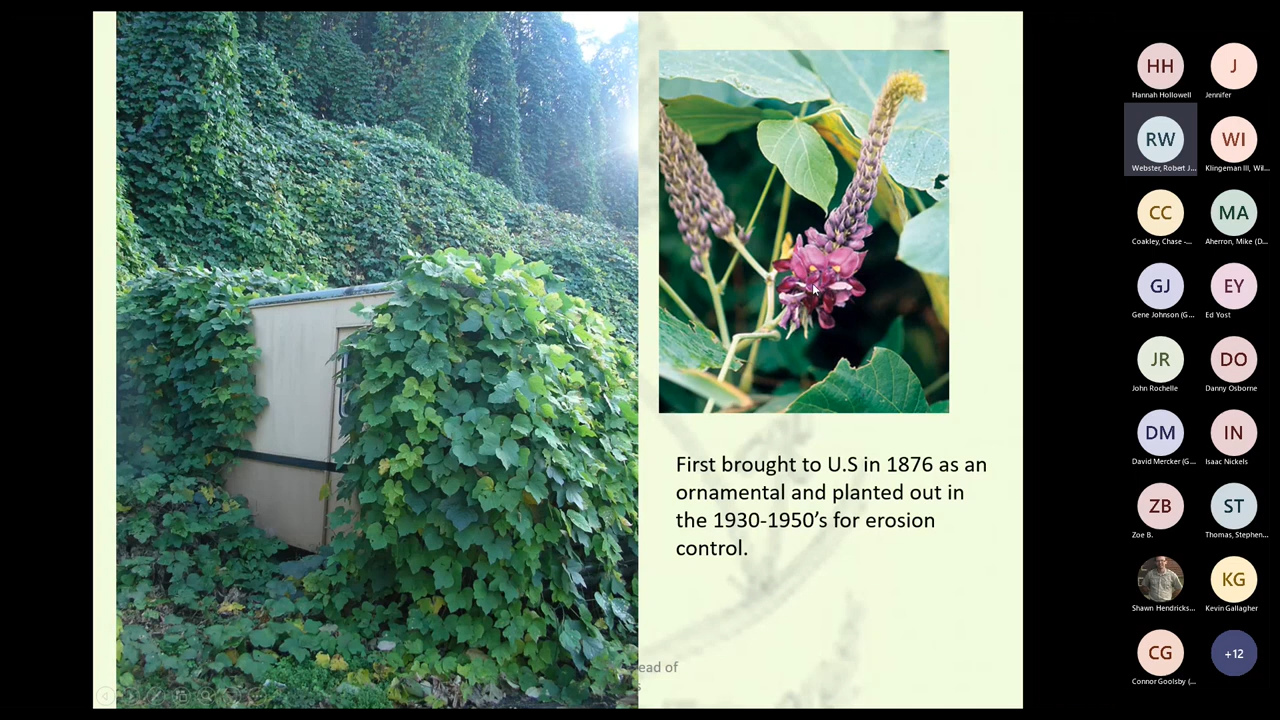 First brought to U.S in 1876 as an
ornamental and planted out in
the 1930-1950’s for erosion
control.
ead of
s
HH
Hannah Hollowell
J
Jennifer
RW
Webster, Robert J...
WI
Klingeman III, Wil...
CC
Coakley, Chase -...
MA
Aherron, Mike (D...
GJ
Gene Johnson (G...
EY
Ed Yost
JR
John Rochelle
DO
Danny Osborne
DM
David Mercker (G...
IN
Isaac Nickels
ZB
Zoe B.
ST
Thomas, Stephen...
Shawn Hendricks...
KG
Kevin Gallagher
CG
Connor Goolsby (...
+12